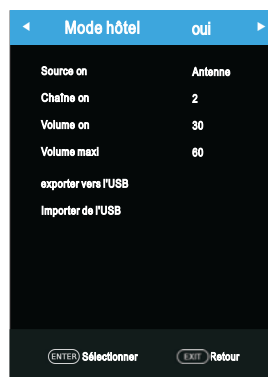 Mode hôtel oui
Source on Antenne
Chaîne on 2
Volume on 30
Volume maxi 60
exporter vers l'USB
Importer de l'USB
ENTER Sélectionner EXIT Retour